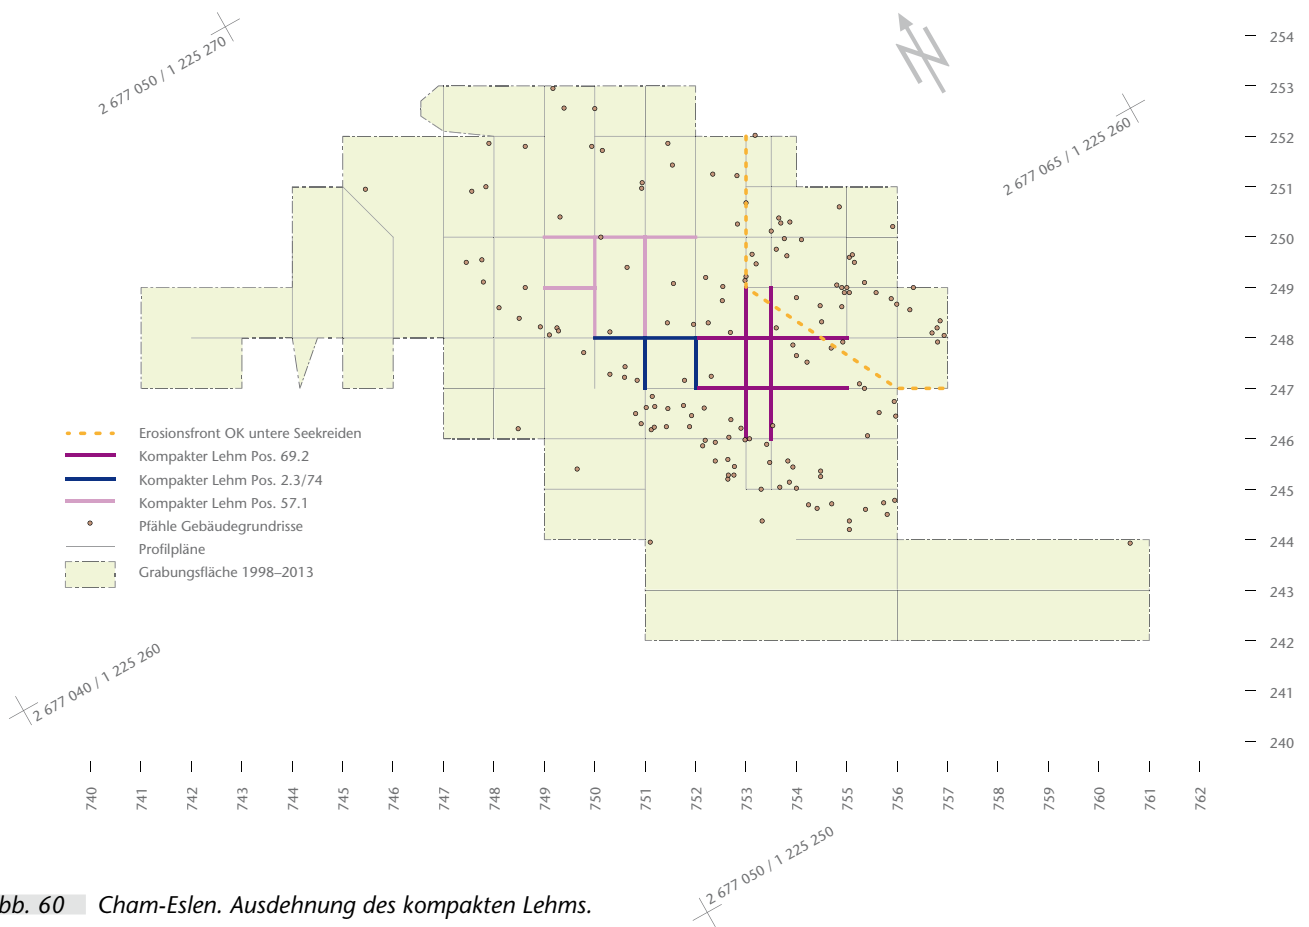 2 677 050 / 1 225 270
2 677 065 / 1 225 260
254
253
252
251
250
249
248
247
246
245
244
243
242
241
240
Erosionsfront OK untere Seekreiden
Kompakter Lehm Pos. 69.2
Kompakter Lehm Pos. 2.3/74
Kompakter Lehm Pos. 57.1
Pfähle Gebäudegrundrisse
Profilpläne
Grabungsfläche 1998–2013
2 677 040 / 1 225 260
740 741 742 743 744 745 746 747 748 749 750 751 752 753 754 755 756 757 758 759 760 761 762
2 677 050 / 1 225 250
bb. 60 Cham-Eslen. Ausdehnung des kompakten Lehms.